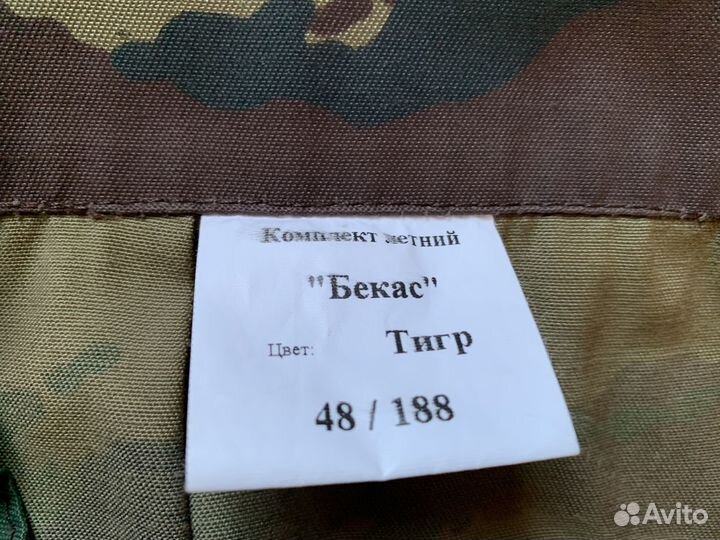 Комплект летний
"Бекас"
Цвет: Тигр
48 / 188
Avito